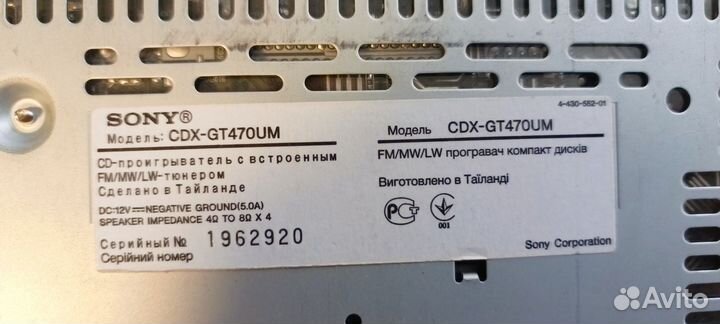 4-430-552-01
SONY®
Модель: CDX-GT470UM
CD-проигрыватель с встроенным
FM/MW/LW-тюнером
Сделано в Тайланде
DC:12V⎓NEGATIVE GROUND(5.0A)
SPEAKER IMPEDANCE 4Ω TO 8Ω X 4
Серийный № 1962920
Серійний номер
Модель CDX-GT470UM
FM/MW/LW програвач компакт дисків
Виготовлено в Таїланді
РСТ
001
Sony Corporation
Avito